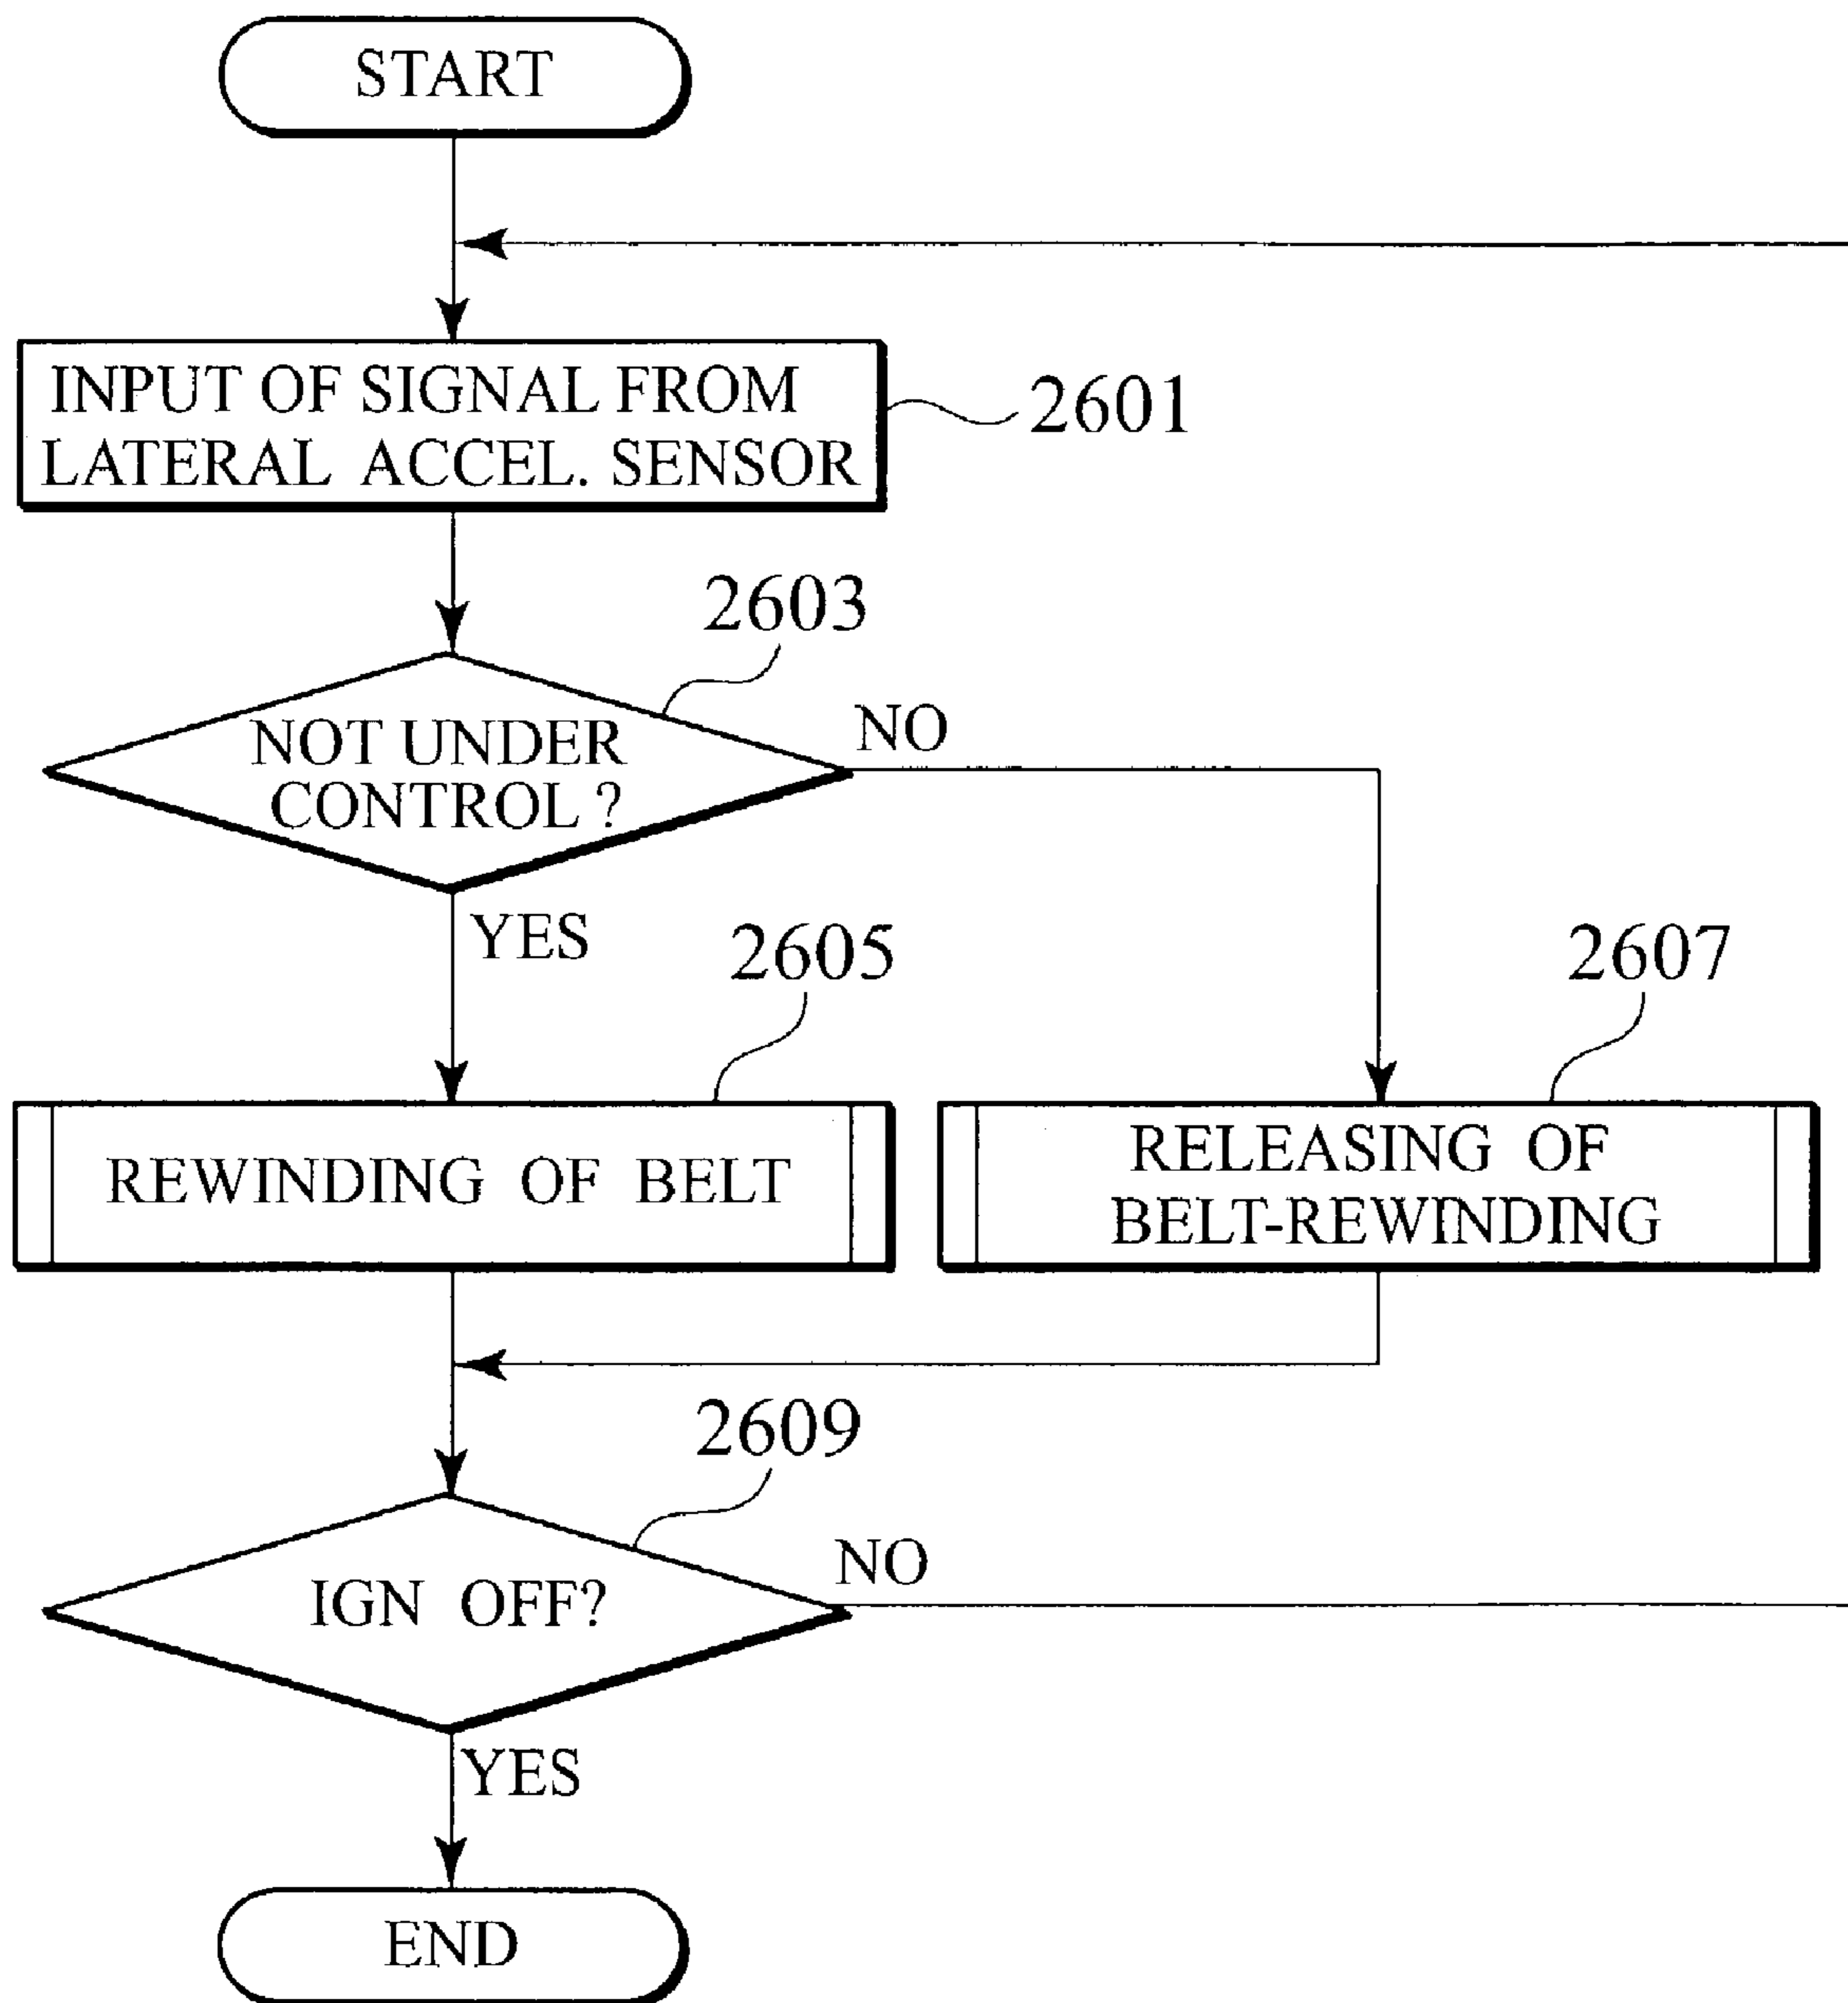 START
INPUT OF SIGNAL FROM
LATERAL ACCEL. SENSOR
2601
2603
NOT UNDER
CONTROL ?
NO
YES
2605
2607
REWINDING OF BELT
RELEASING OF
BELT-REWINDING
2609
IGN OFF?
NO
YES
END